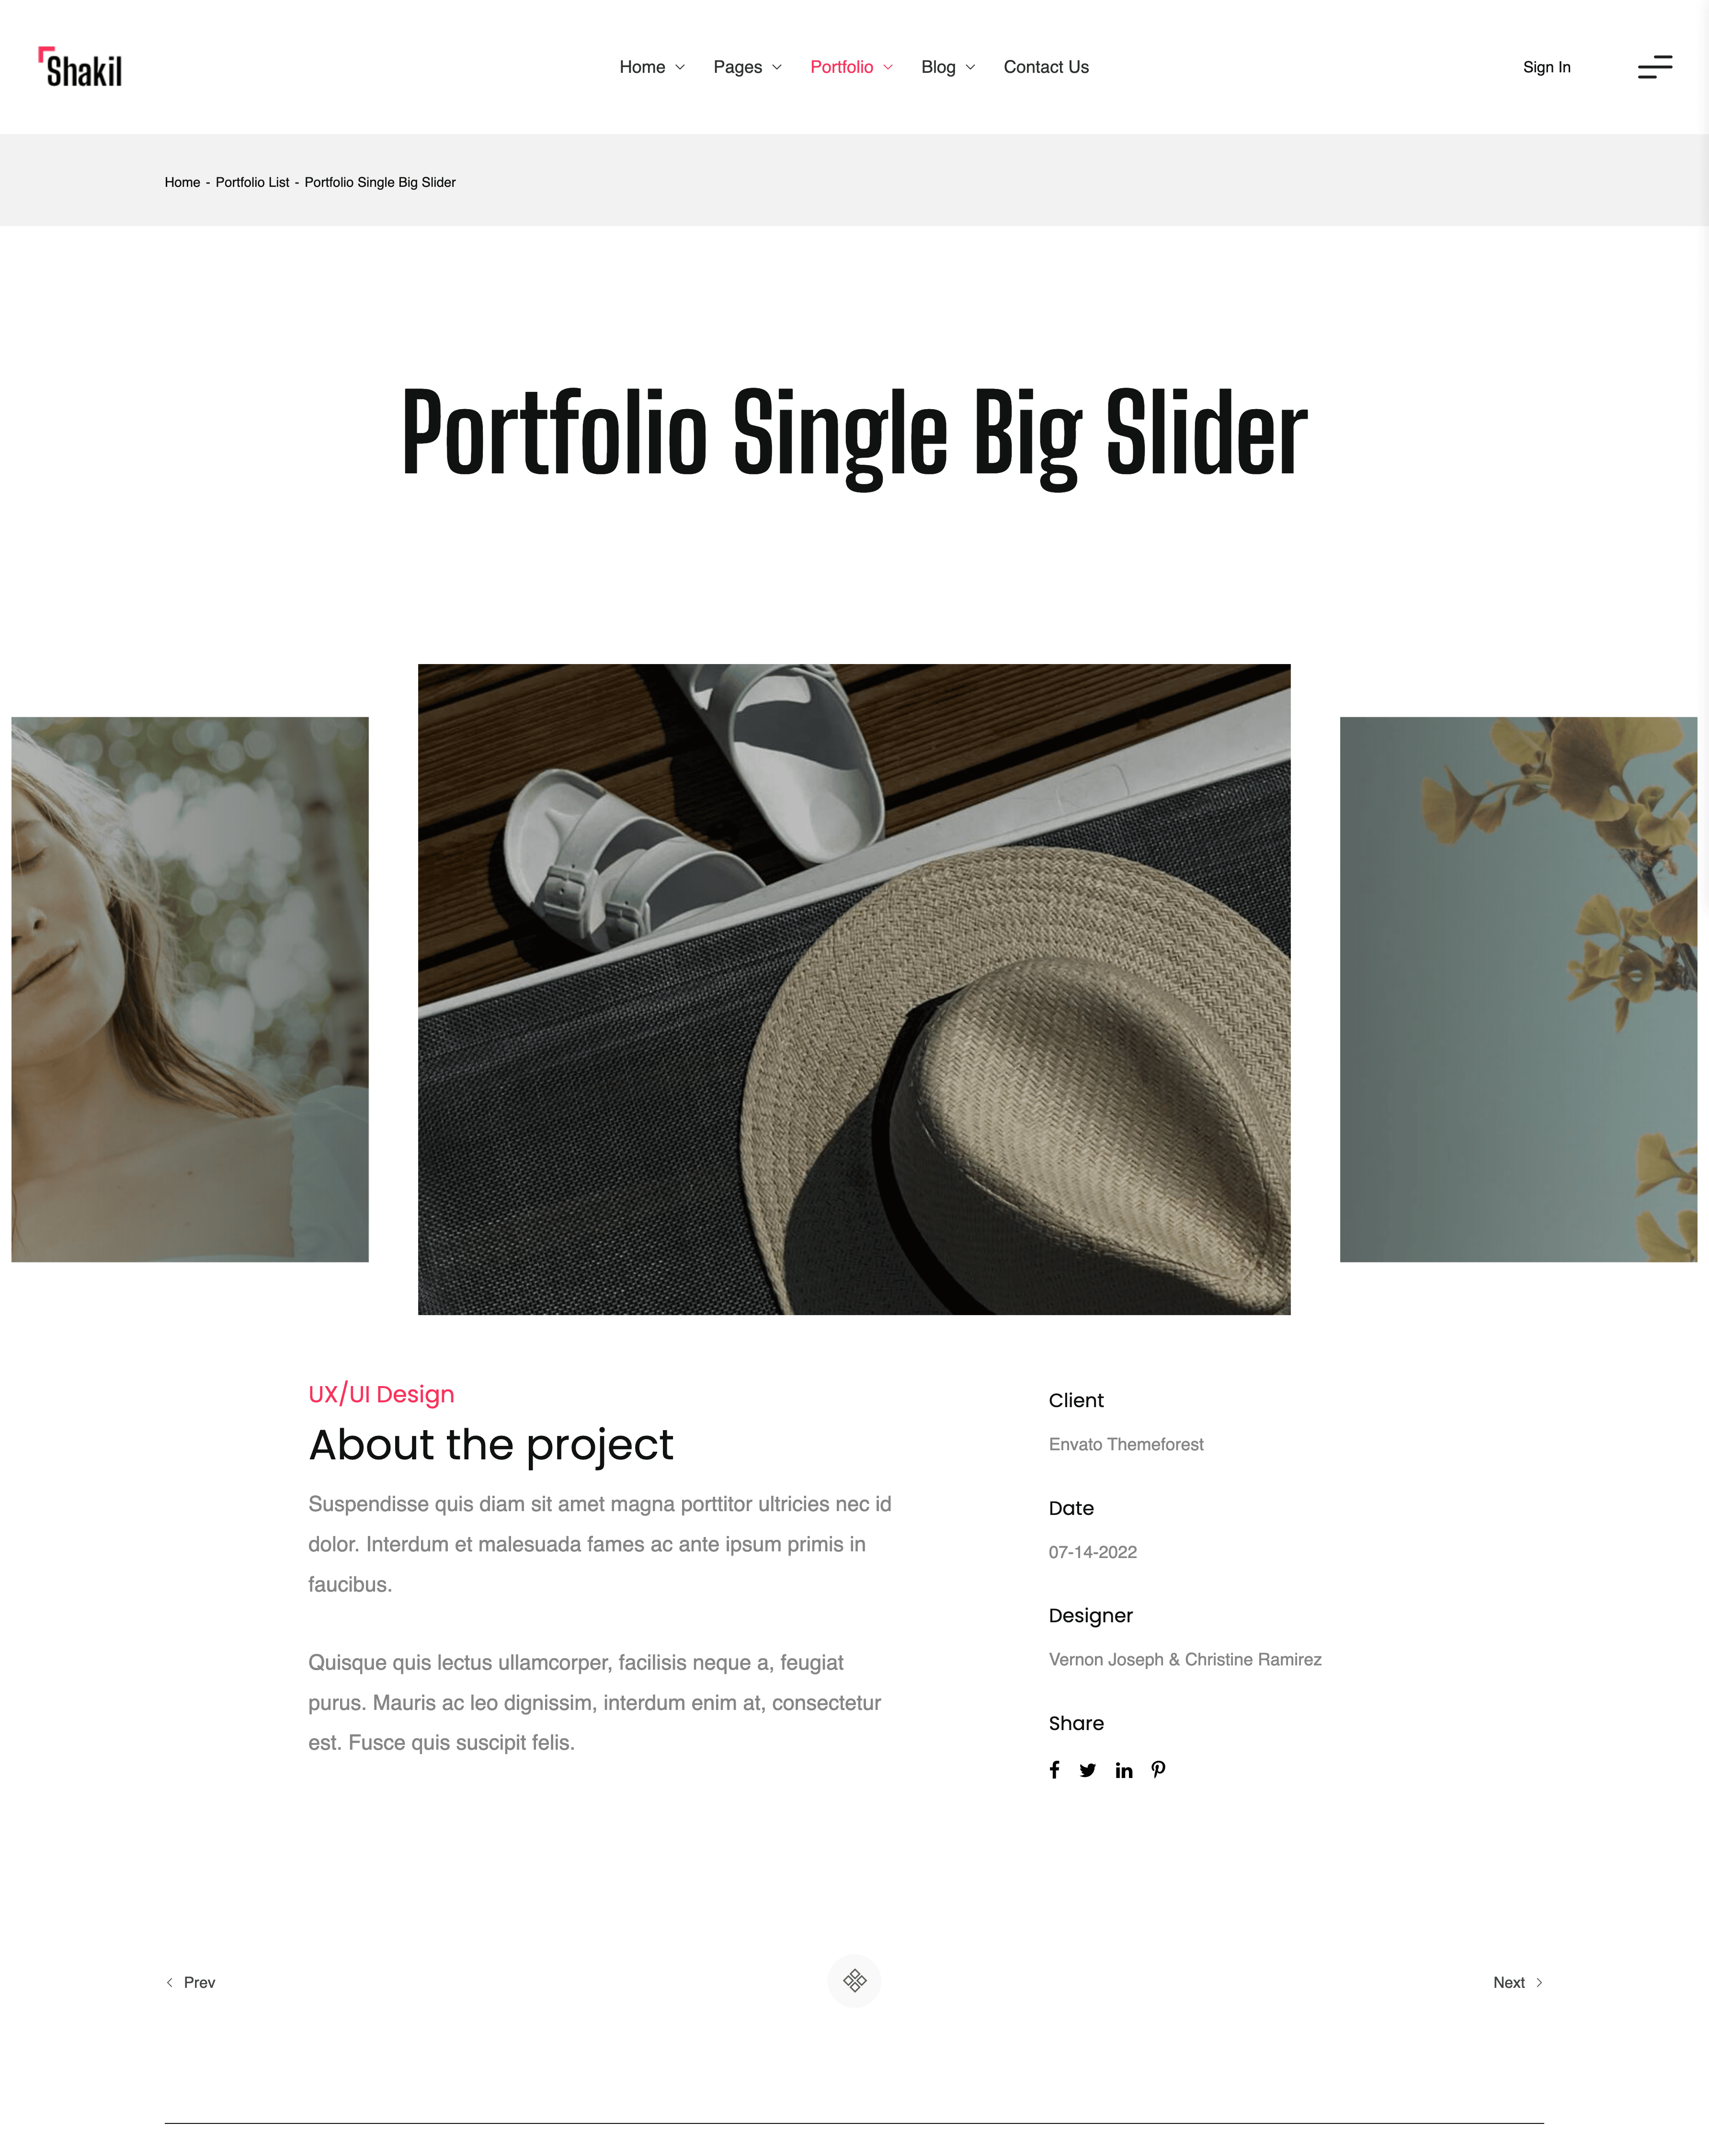 Shakil
Home Pages Portfolio Blog Contact Us
Sign In
Home - Portfolio List - Portfolio Single Big Slider
Portfolio Single Big Slider
UX/UI Design
About the project
Suspendisse quis diam sit amet magna porttitor ultricies nec id
dolor. Interdum et malesuada fames ac ante ipsum primis in
faucibus.
Quisque quis lectus ullamcorper, facilisis neque a, feugiat
purus. Mauris ac leo dignissim, interdum enim at, consectetur
est. Fusce quis suscipit felis.
Client
Envato Themeforest
Date
07-14-2022
Designer
Vernon Joseph & Christine Ramirez
Share
Prev
Next